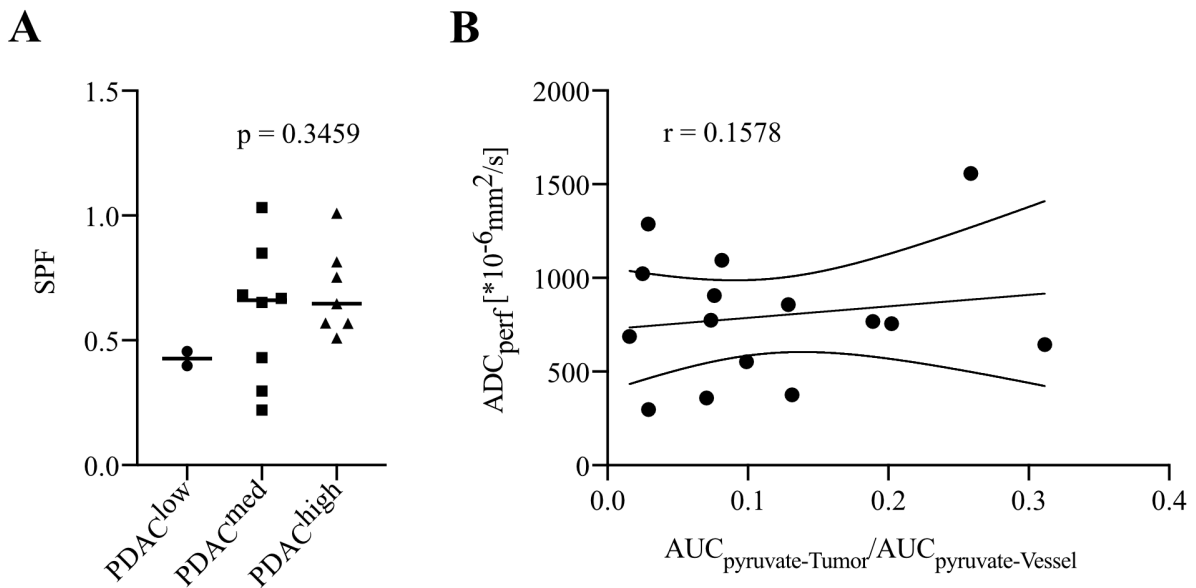 A
1.5
1.0
0.5
0.0
SPF
p = 0.3459
PDAClow
PDACmed
PDAChigh
B
2000
1500
1000
500
0
ADCperf[*10-6mm2/s]
r = 0.1578
0.0 0.1 0.2 0.3 0.4
AUCpyruvate-Tumor/AUCpyruvate-Vessel